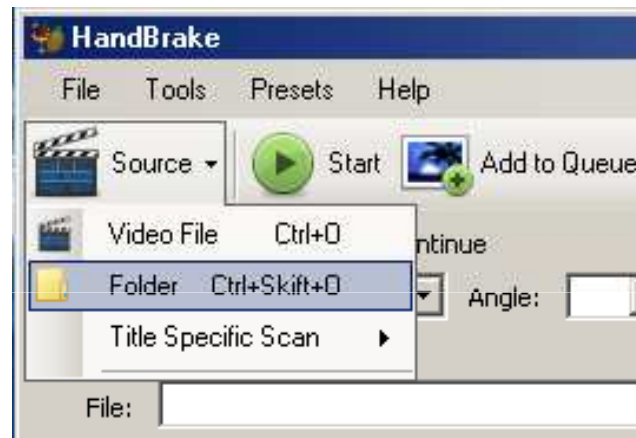 HandBrake
File Tools Presets Help
Source Start Add to Queue
Video File Ctrl+O
ntinue
Folder Ctrl+Skift+O
Angle:
Title Specific Scan
File: